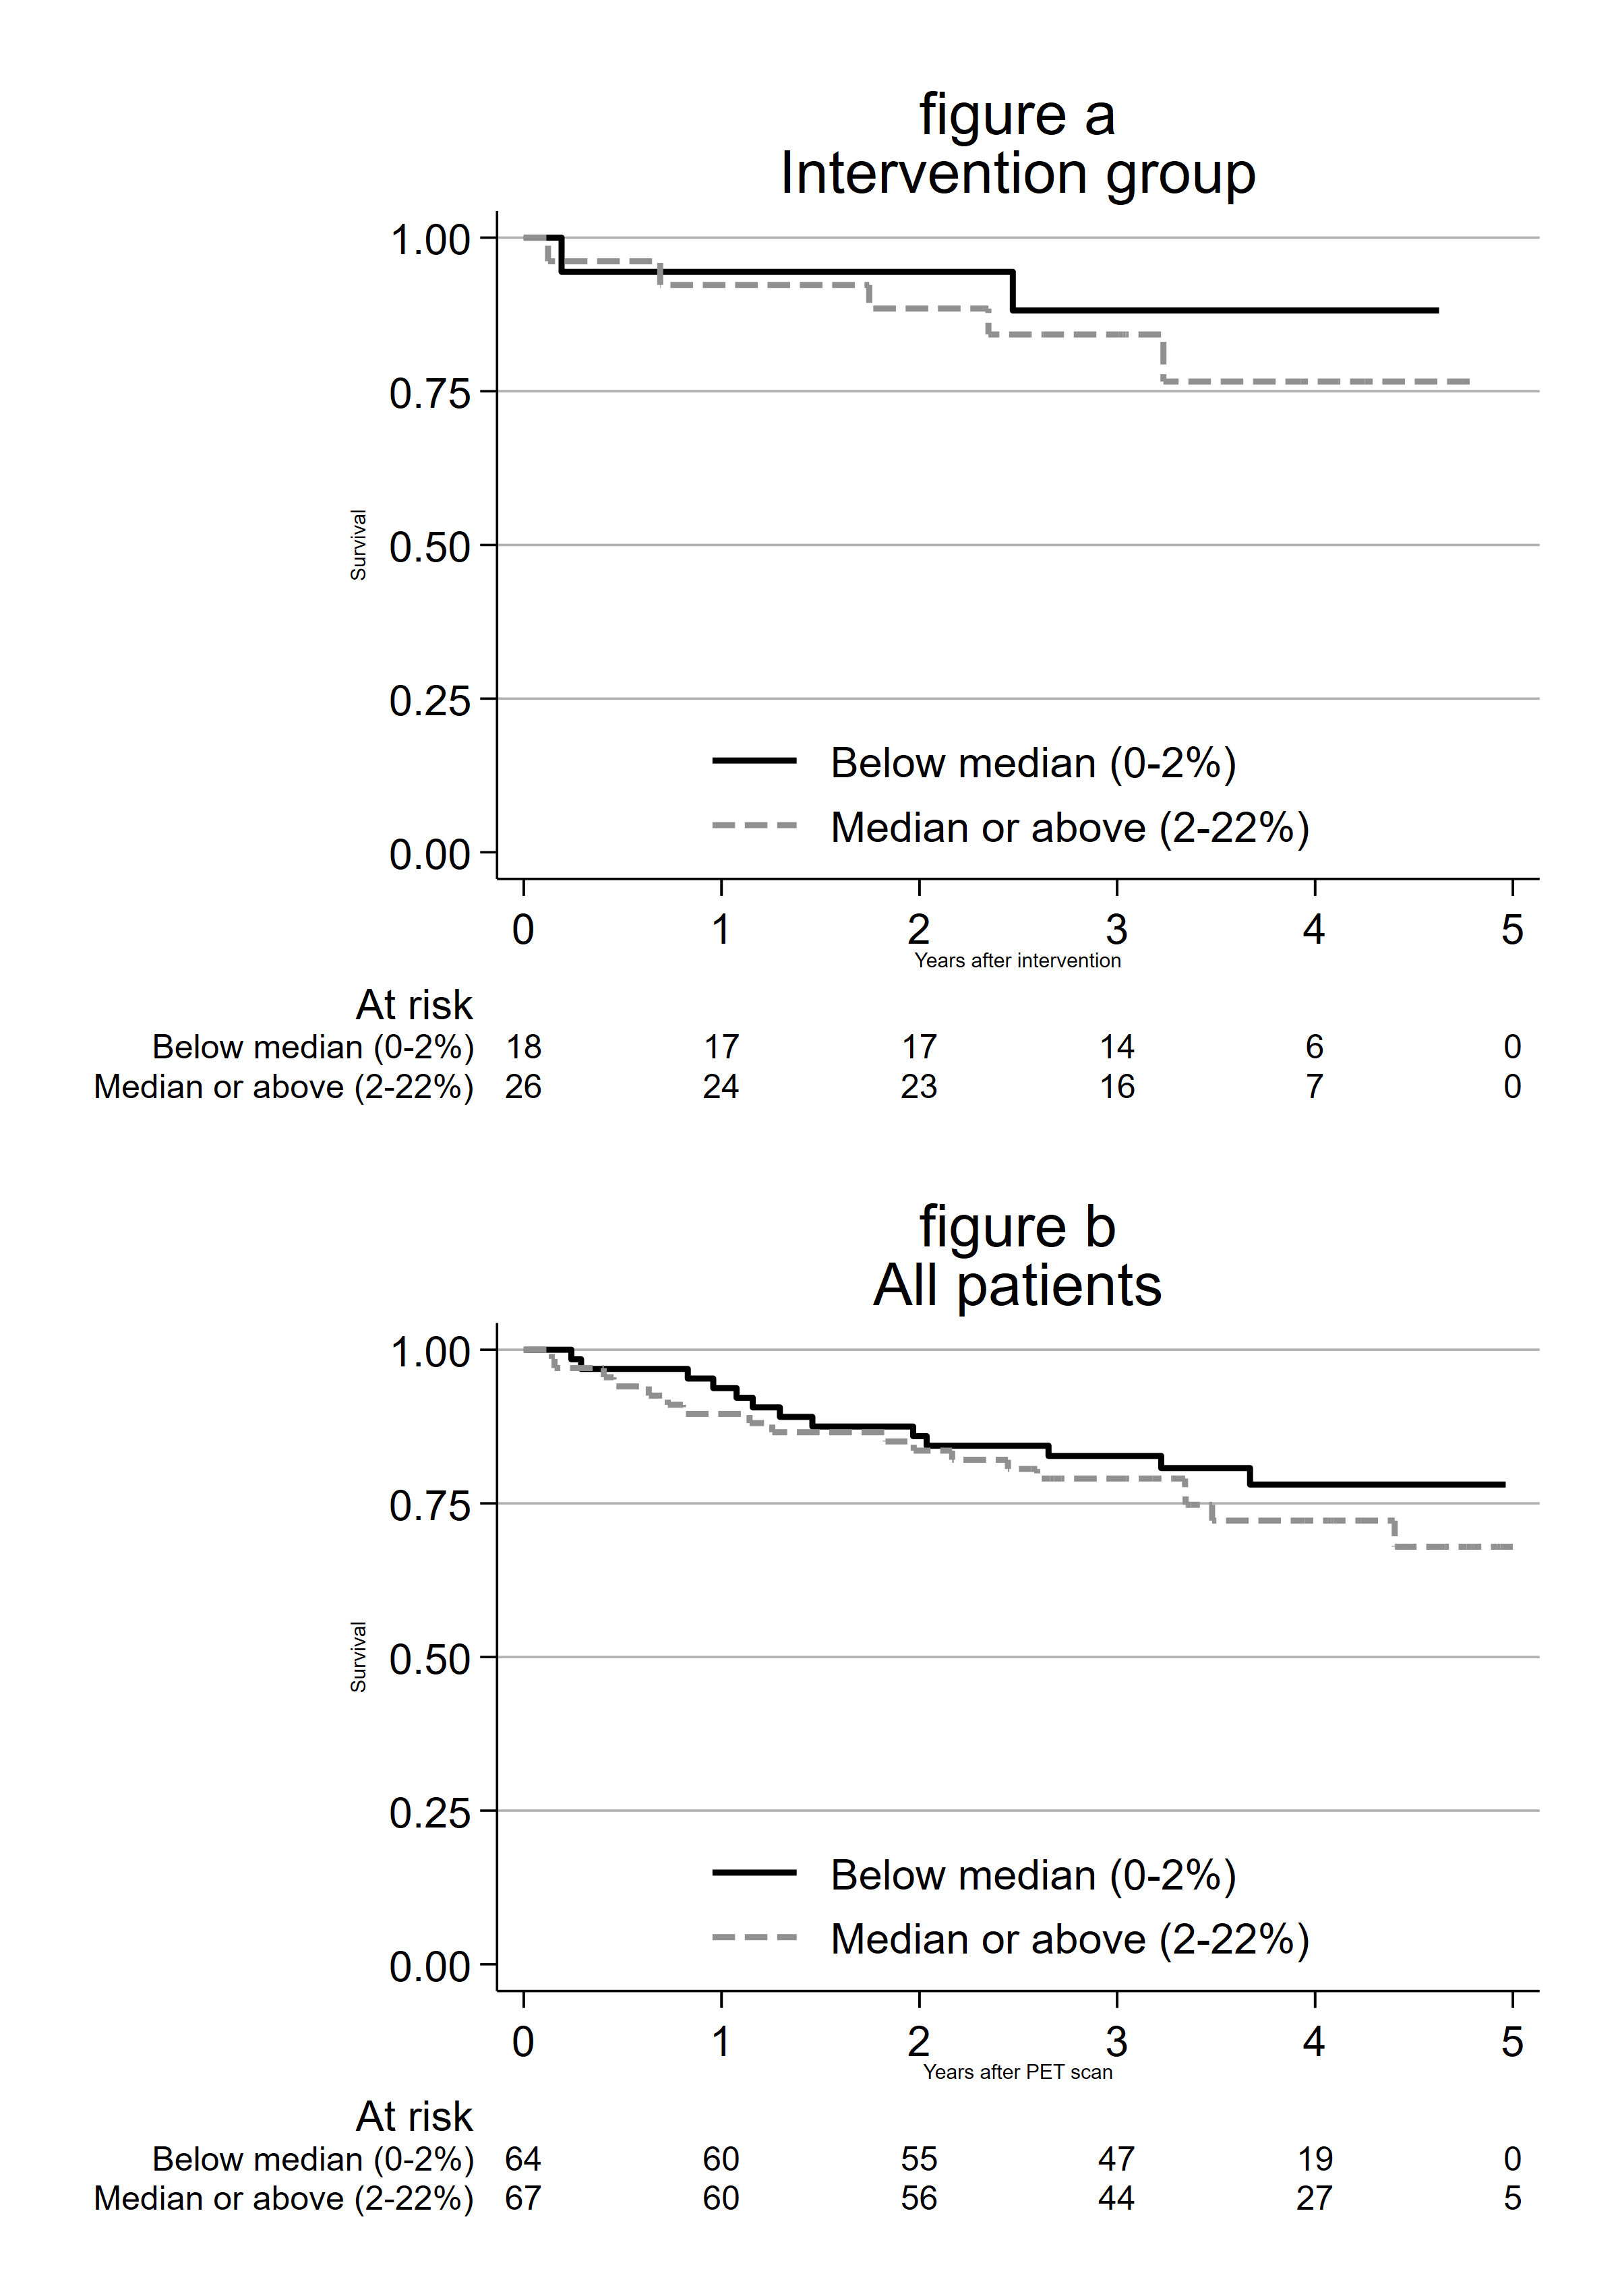 figure a
Intervention group
1.00
0.75
0.50
0.25
0.00
Survival
Below median (0-2%)
Median or above (2-22%)
0 1 2 3 4 5
Years after intervention
At risk
Below median (0-2%) 18 17 17 14 6 0
Median or above (2-22%) 26 24 23 16 7 0
figure b
All patients
1.00
0.75
0.50
0.25
0.00
Survival
Below median (0-2%)
Median or above (2-22%)
0 1 2 3 4 5
Years after PET scan
At risk
Below median (0-2%) 64 60 55 47 19 0
Median or above (2-22%) 67 60 56 44 27 5